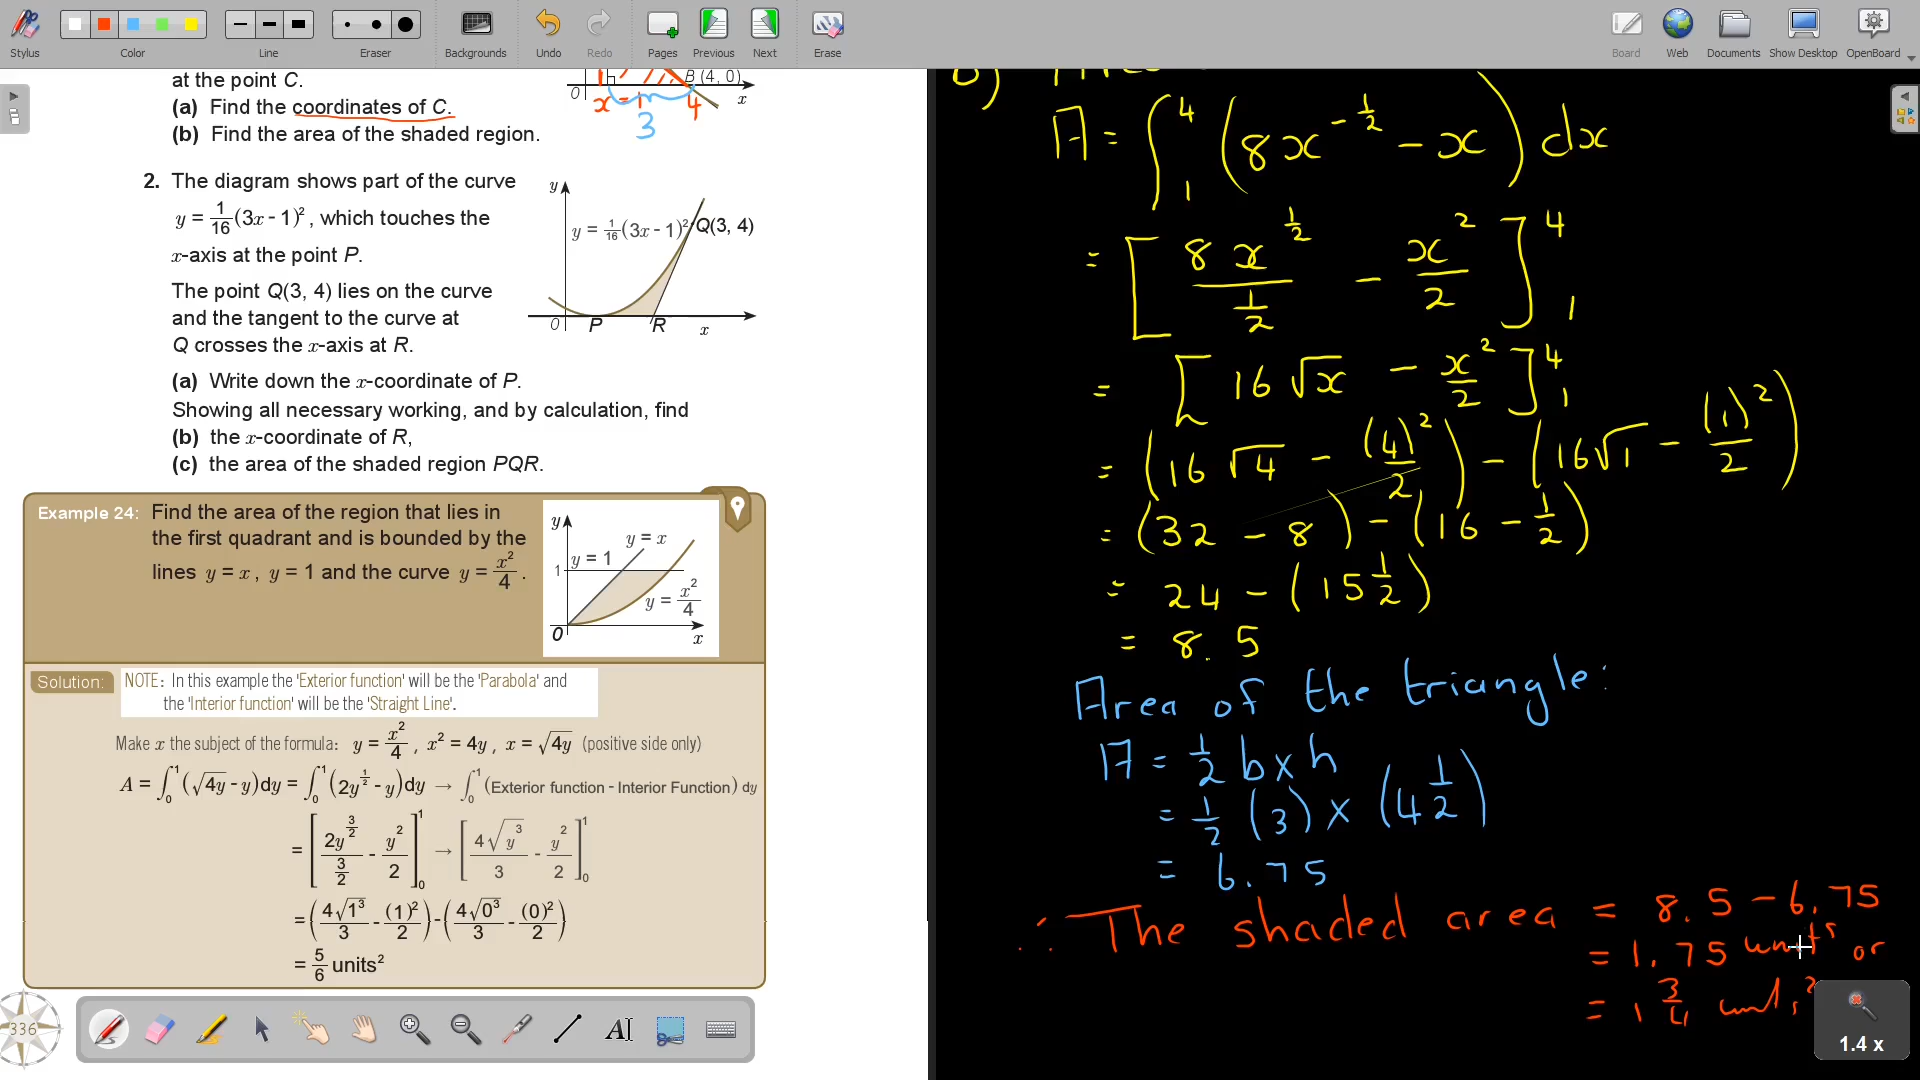 Stylus
Color
Line
Eraser
Backgrounds
Undo
Redo
Pages
Previous
Next
Erase
Board
Web
Documents
Show Desktop
OpenBoard
at the point C.
(a) Find the coordinates of C.
(b) Find the area of the shaded region.
B (4, 0)
0
x
x = 1
4
3
2. The diagram shows part of the curve
y = 1/16 (3x - 1)², which touches the
x-axis at the point P.
The point Q(3, 4) lies on the curve
and the tangent to the curve at
Q crosses the x-axis at R.
y
y = 1/16 (3x - 1)²
Q(3, 4)
0
P
R
x
(a) Write down the x-coordinate of P.
Showing all necessary working, and by calculation, find
(b) the x-coordinate of R,
(c) the area of the shaded region PQR.
Example 24: Find the area of the region that lies in
the first quadrant and is bounded by the
lines y = x , y = 1 and the curve y = x²/4 .
y
y = x
y = 1
1
y = x²/4
O
x
Solution:
NOTE: In this example the 'Exterior function' will be the 'Parabola' and
the 'Interior function' will be the 'Straight Line'.
Make x the subject of the formula: y = x²/4 , x² = 4y , x = √4y (positive side only)
A = ∫₀¹ (√4y - y)dy = ∫₀¹ (2y^(1/2) - y)dy → ∫₀¹ (Exterior function - Interior Function) dy
= [2y^(3/2) / (3/2) - y²/2]₀¹ → [4√y³/3 - y²/2]₀¹
= (4√1³/3 - (1)²/2) - (4√0³/3 - (0)²/2)
= 5/6 units²
336
b)
A = ∫₁⁴ (8x^(-1/2) - x) dx
= [8x^(1/2) / (1/2) - x²/2]₁⁴
= [16√x - x²/2]₁⁴
= (16√4 - (4)²/2) - (16√1 - (1)²/2)
= (32 - 8) - (16 - 1/2)
= 24 - (15 1/2)
= 8.5
Area of the triangle:
A = 1/2 b x h
= 1/2 (3) x (4 1/2)
= 6.75
∴ The shaded area = 8.5 - 6.75
= 1.75 units or
= 1 3/4 units²
1.4 x